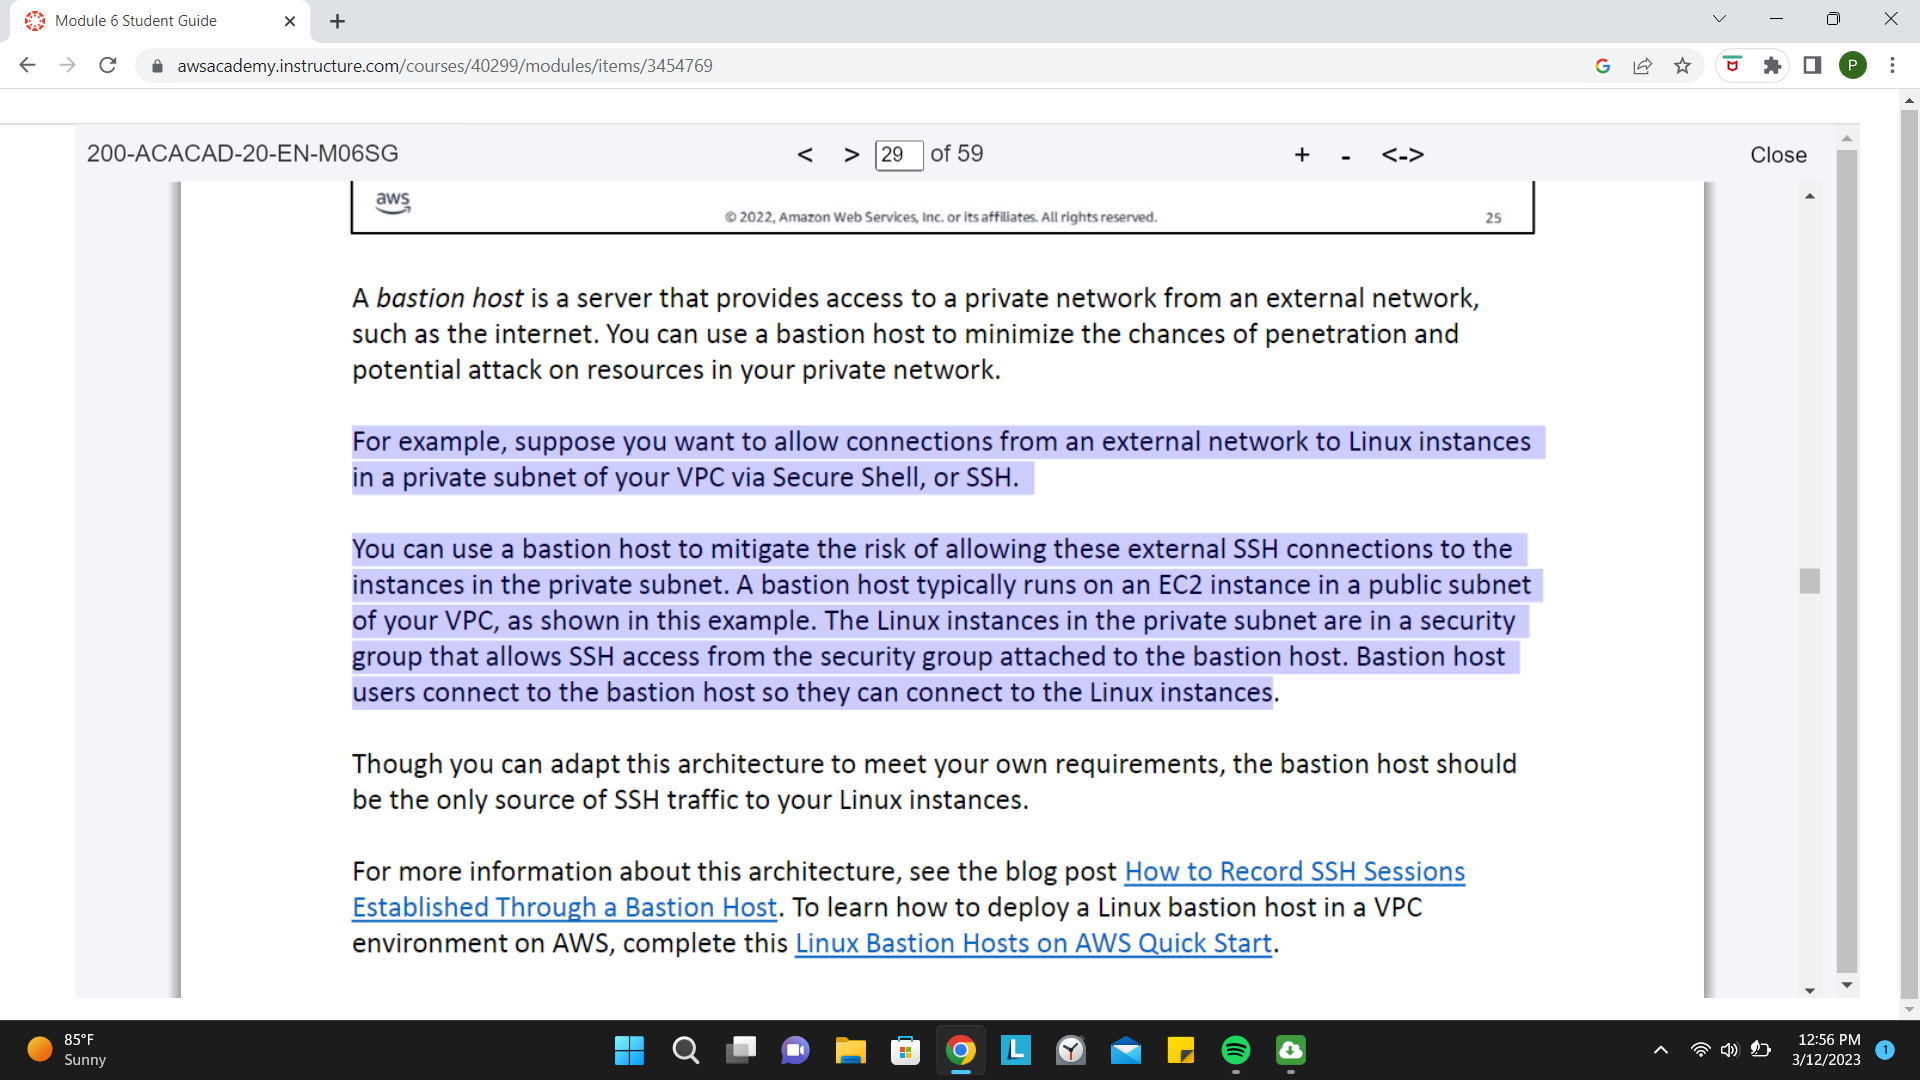 Module 6 Student Guide
awsacademy.instructure.com/courses/40299/modules/items/3454769
P
200-ACACAD-20-EN-M06SG
< > 29 of 59
+ - <->
Close
aws
© 2022, Amazon Web Services, Inc. or its affiliates. All rights reserved.
25
A bastion host is a server that provides access to a private network from an external network,
such as the internet. You can use a bastion host to minimize the chances of penetration and
potential attack on resources in your private network.
For example, suppose you want to allow connections from an external network to Linux instances
in a private subnet of your VPC via Secure Shell, or SSH.
You can use a bastion host to mitigate the risk of allowing these external SSH connections to the
instances in the private subnet. A bastion host typically runs on an EC2 instance in a public subnet
of your VPC, as shown in this example. The Linux instances in the private subnet are in a security
group that allows SSH access from the security group attached to the bastion host. Bastion host
users connect to the bastion host so they can connect to the Linux instances.
Though you can adapt this architecture to meet your own requirements, the bastion host should
be the only source of SSH traffic to your Linux instances.
For more information about this architecture, see the blog post How to Record SSH Sessions
Established Through a Bastion Host. To learn how to deploy a Linux bastion host in a VPC
environment on AWS, complete this Linux Bastion Hosts on AWS Quick Start.
85°F
Sunny
L
12:56 PM
3/12/2023
1